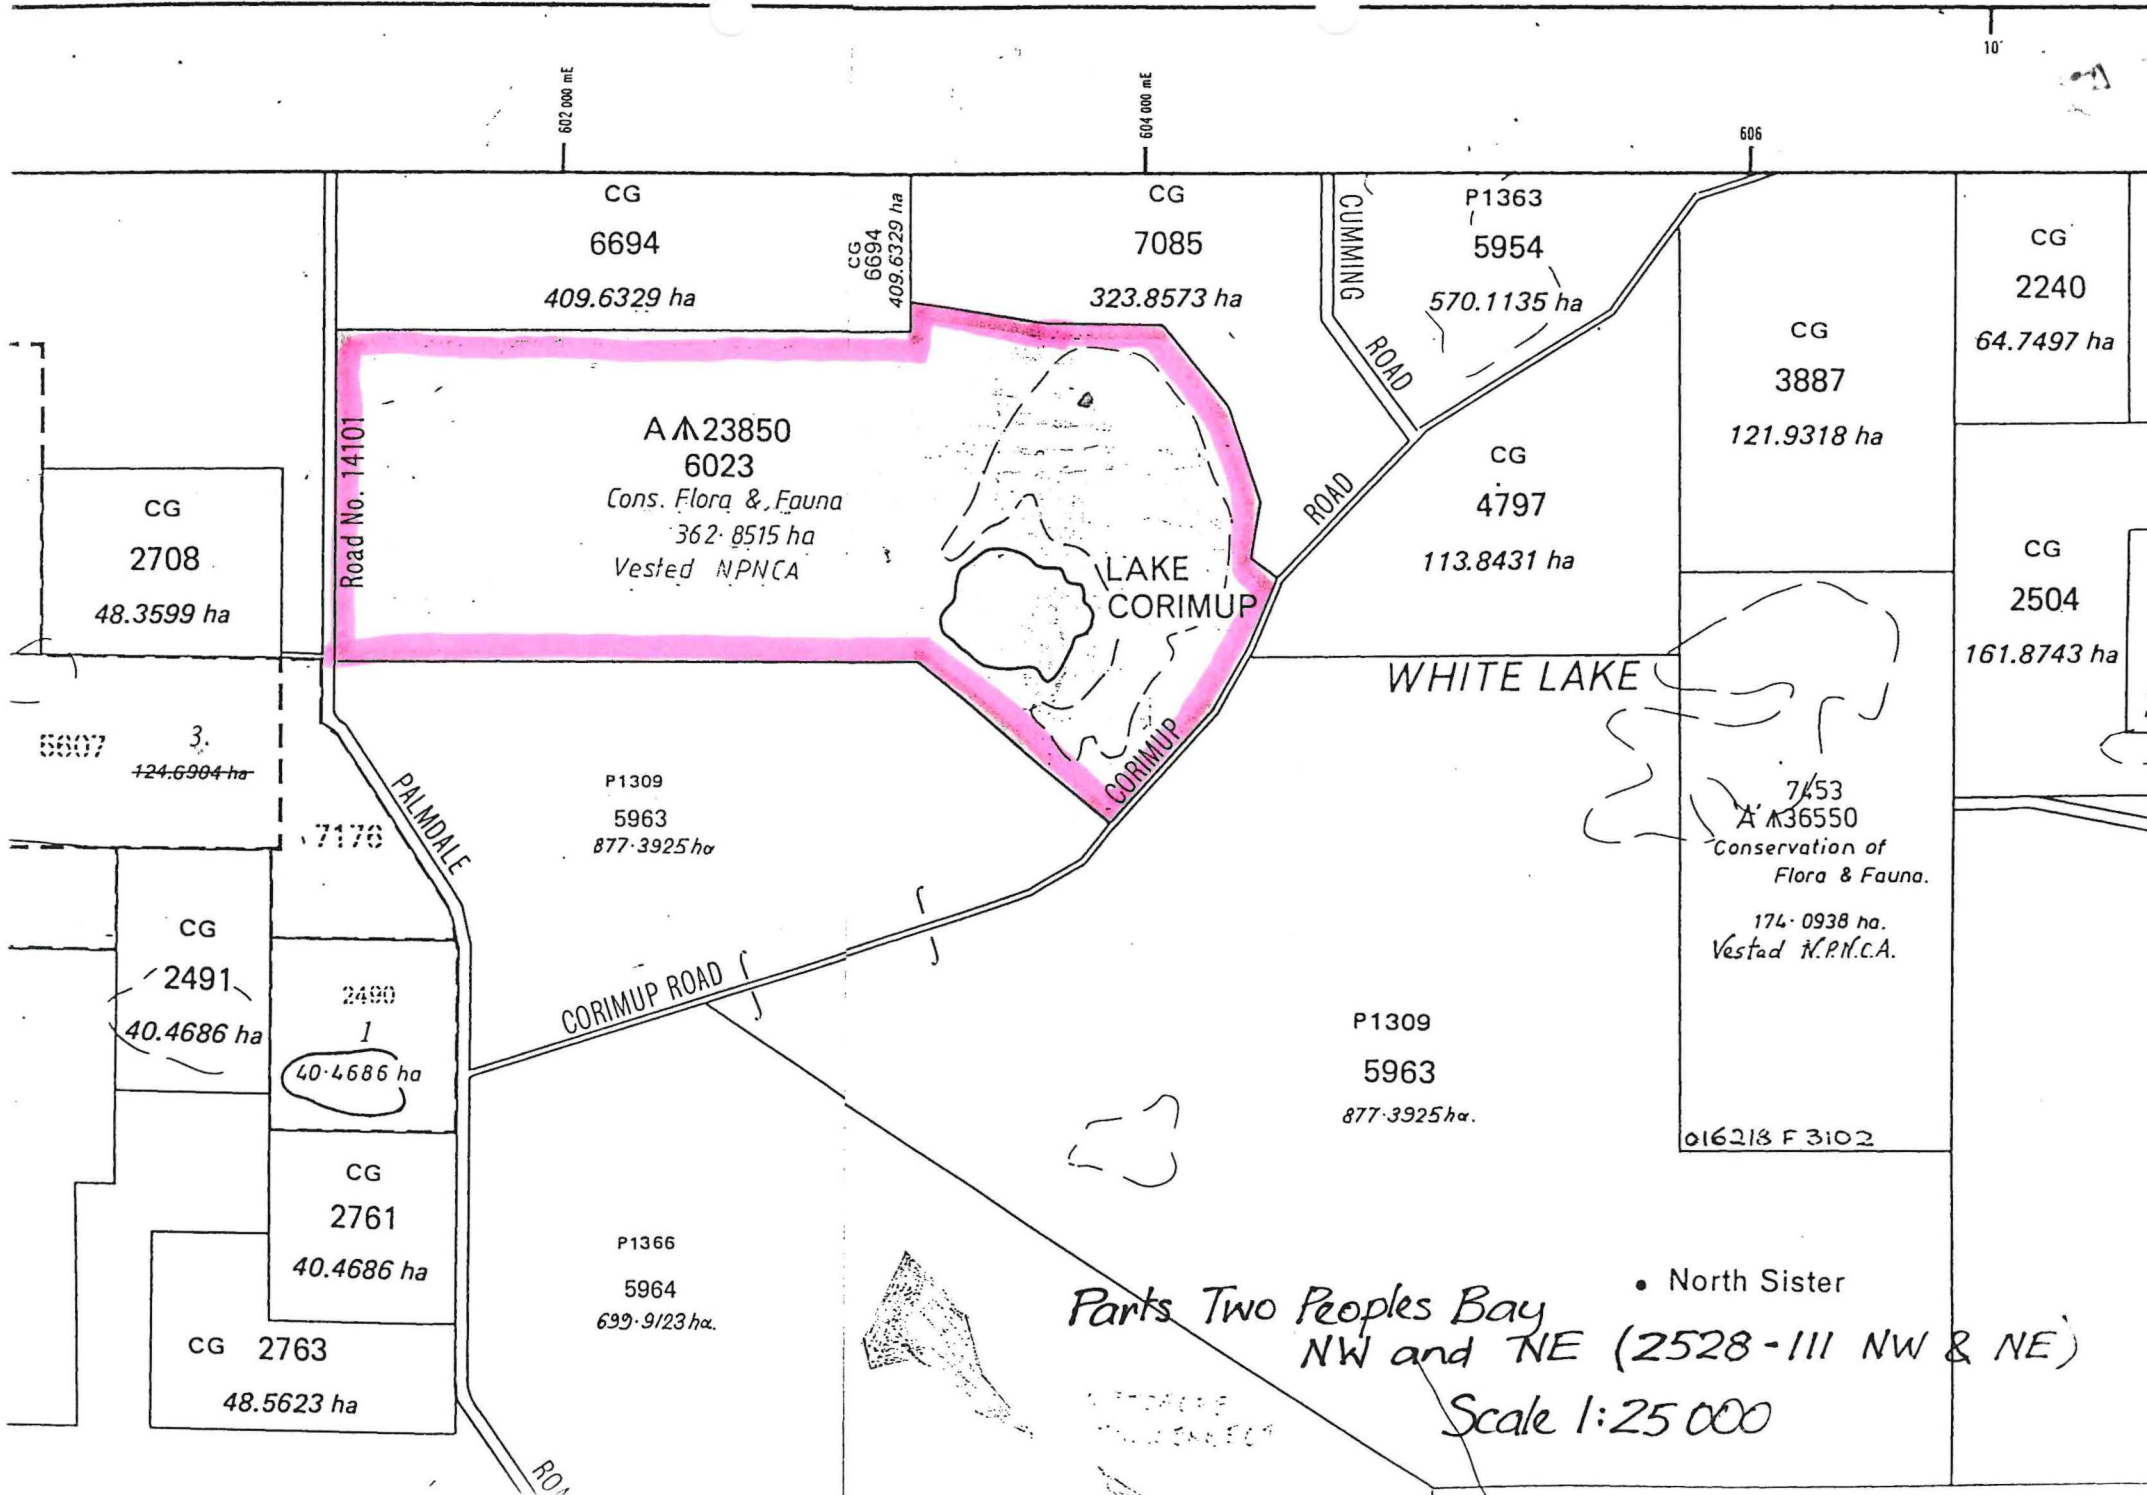 10'
602 000 mE
604 000 mE
606
CG
6694
409.6329 ha
CG
6694
409.6329 ha
CG
7085
323.8573 ha
CUMMING
ROAD
P1363
5954
570.1135 ha
CG
3887
121.9318 ha
CG
2240
64.7497 ha
Road No. 14101
A 23850
6023
Cons. Flora & Fauna
362·8515 ha
Vested NPNCA
LAKE
CORIMUP
ROAD
CG
4797
113.8431 ha
CG
2708
48.3599 ha
CG
2504
161.8743 ha
WHITE LAKE
5607
3.
124.6904 ha
7176
PALMDALE
P1309
5963
877·3925 ha
CORIMUP
7453
A 36550
Conservation of
Flora & Fauna.
174·0938 ha.
Vested N.P.N.C.A.
CG
2491
40.4686 ha
2490
1
40·4686 ha
CORIMUP ROAD
P1309
5963
877·3925 ha.
016218 F 3102
CG
2761
40.4686 ha
P1366
5964
699·9123 ha.
North Sister
CG 2763
48.5623 ha
Parts Two Peoples Bay
NW and NE (2528-111 NW & NE)
Scale 1:25 000